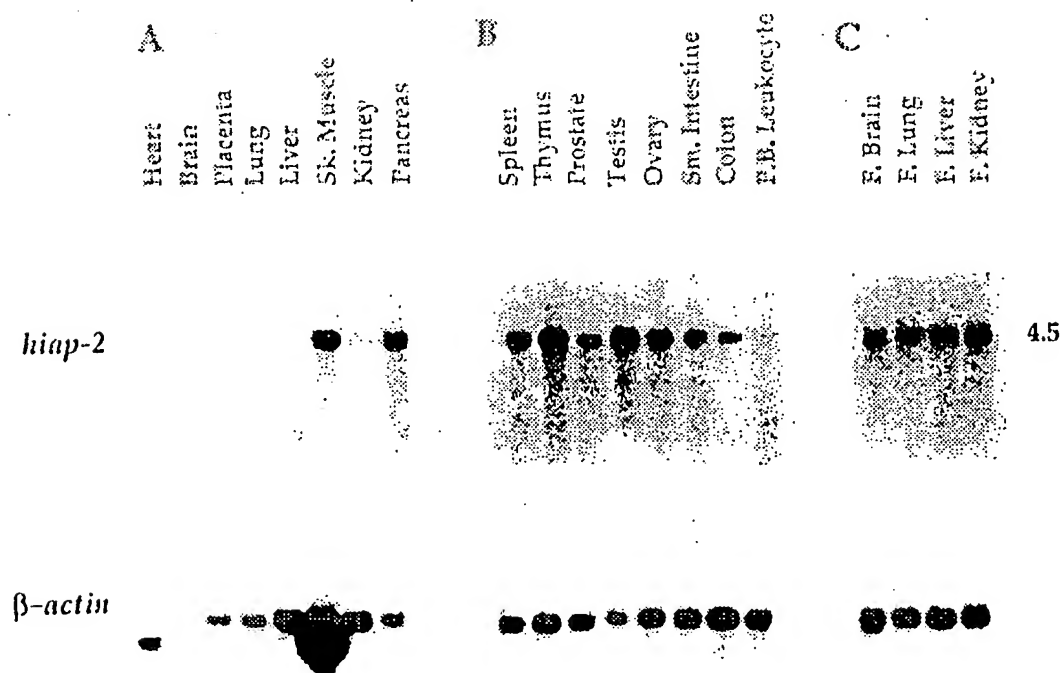 A
B
C
Heart
Brain
Placenta
Lung
Liver
Sk. Muscle
Kidney
Pancreas
Spleen
Thymus
Prostate
Testis
Ovary
Sm. Intestine
Colon
P.B. Leukocyte
F. Brain
F. Lung
F. Liver
F. Kidney
hiap-2
4.5
β-actin